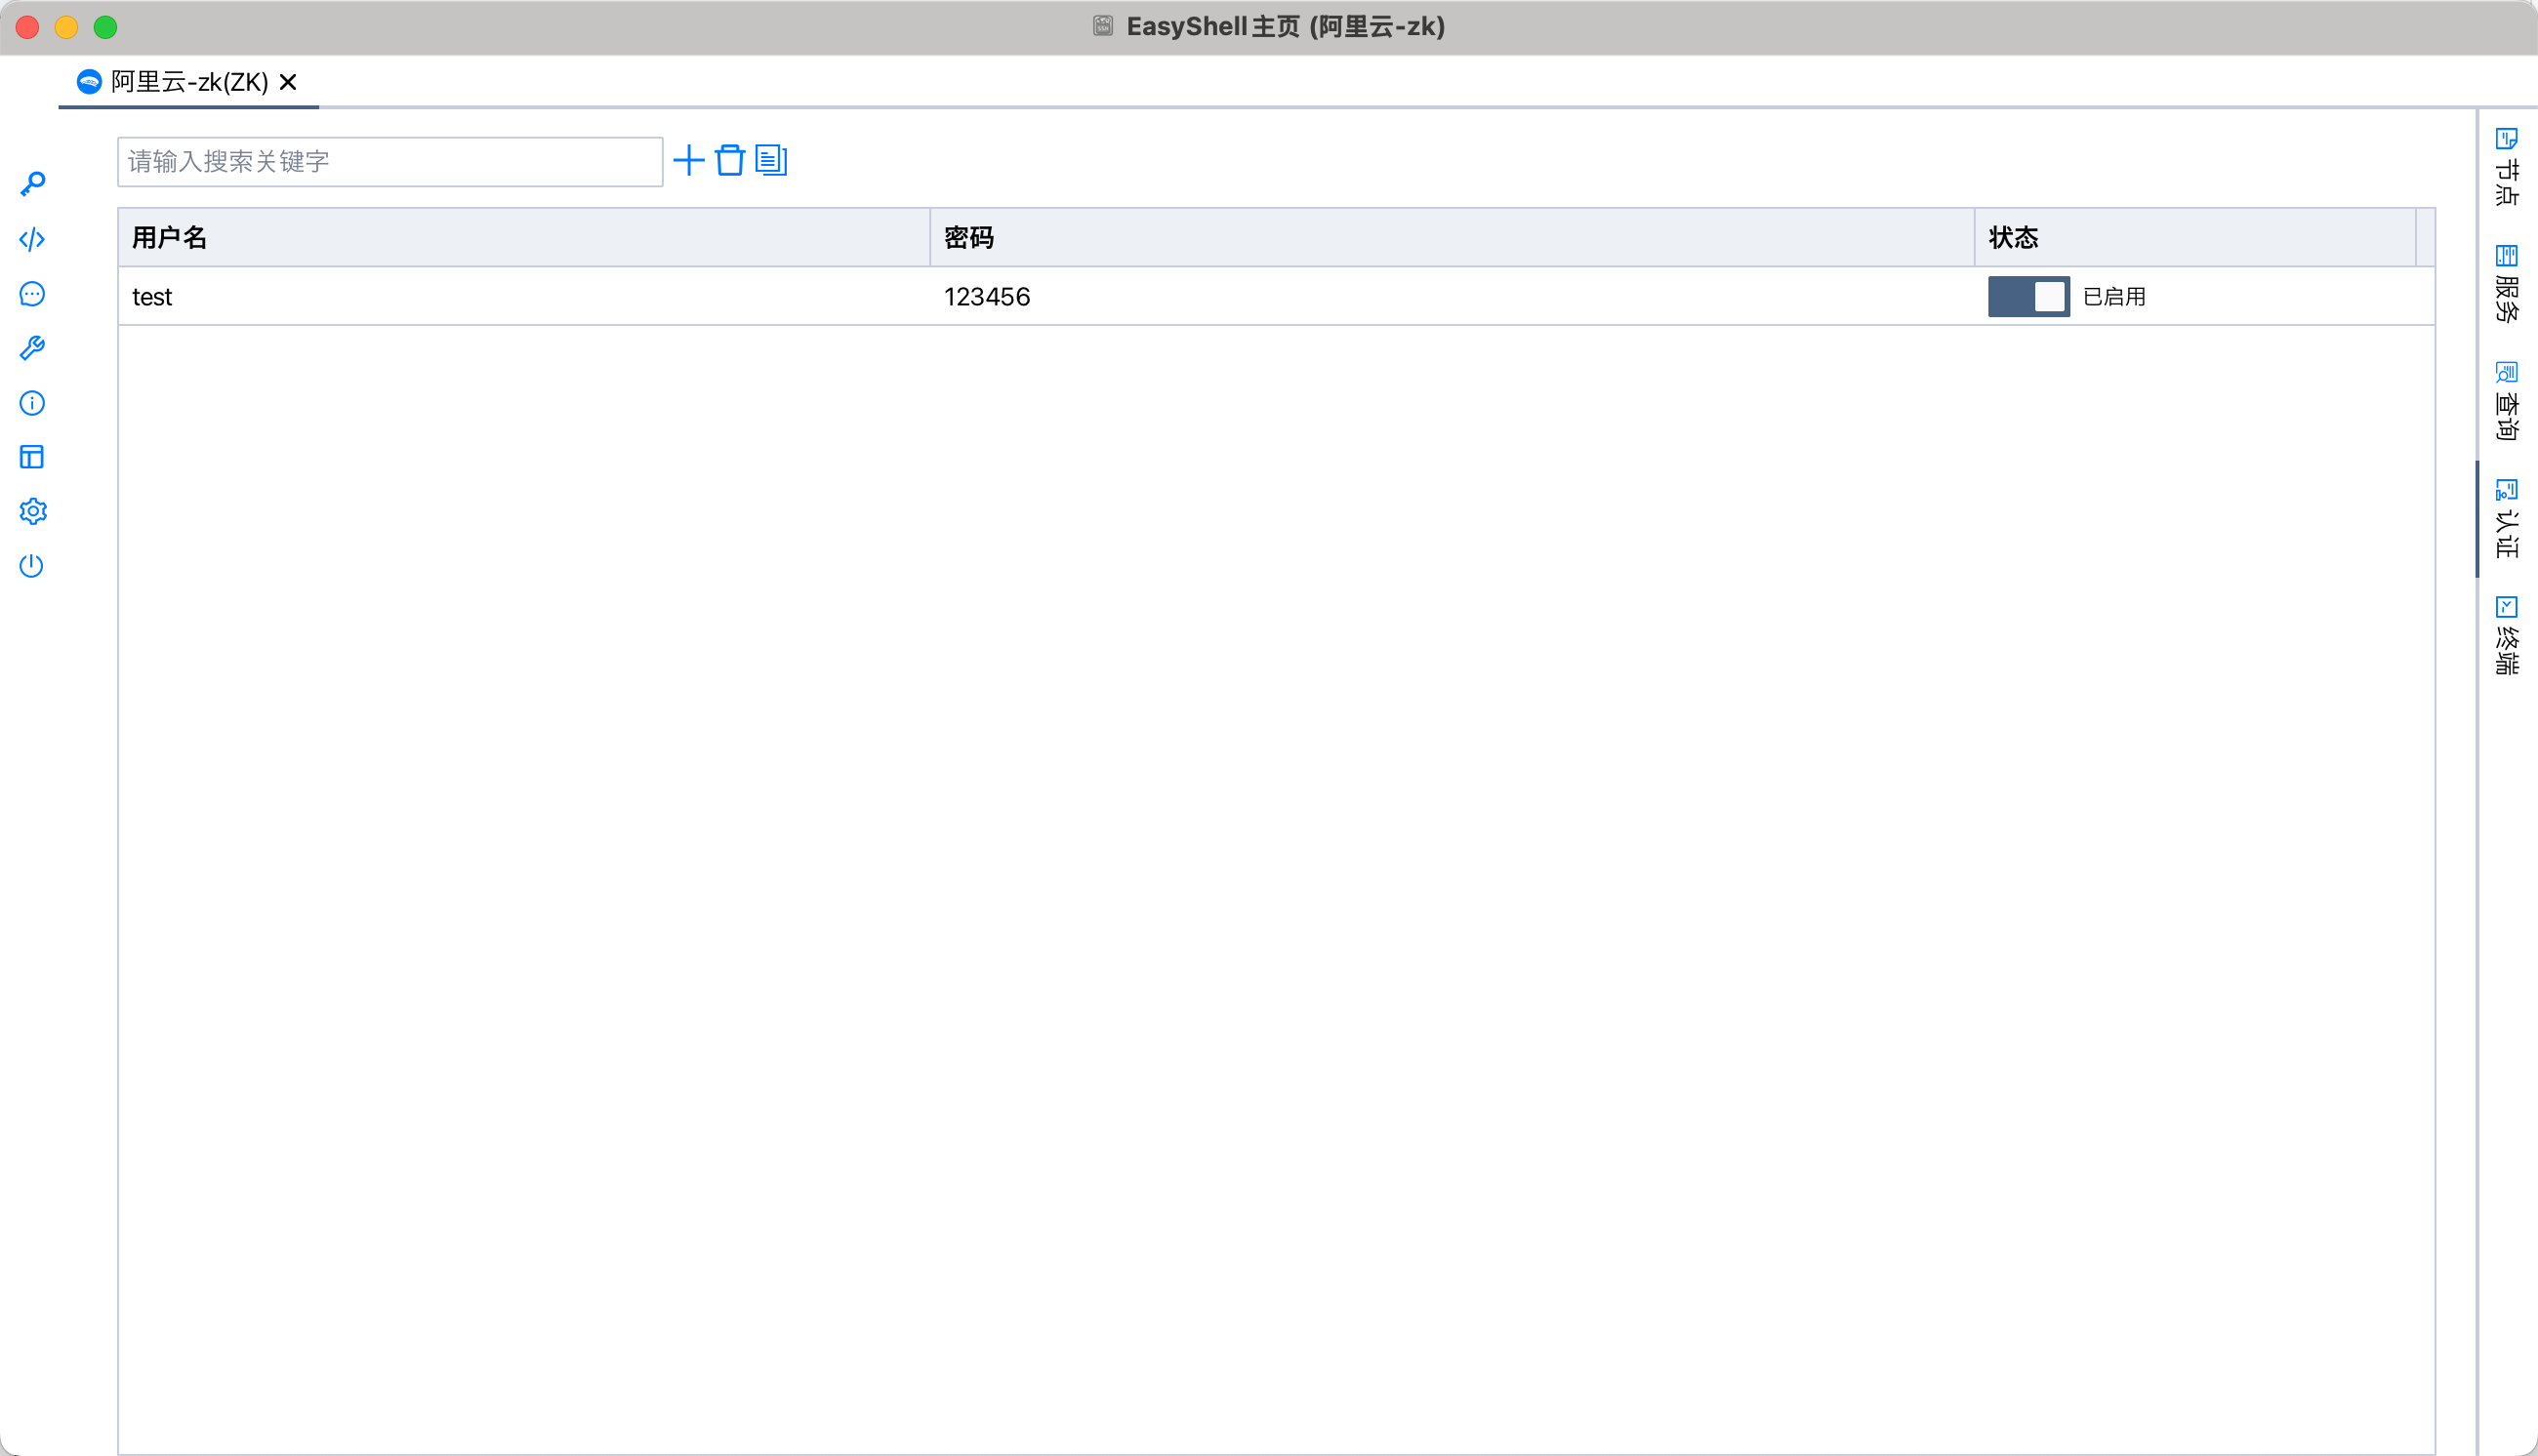 EasyShell主页 (阿里云-zk)
阿里云-zk(ZK)
请输入搜索关键字
用户名 密码 状态
test 123456 已启用
节点
服务
查询
认证
终端